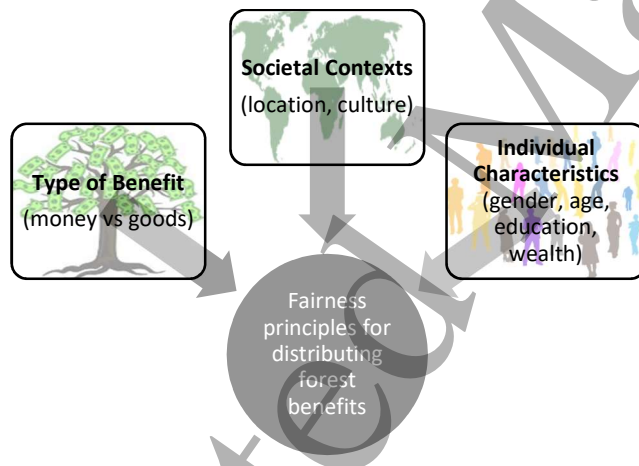 Societal Contexts
(location, culture)
Type of Benefit
(money vs goods)
Individual
Characteristics
(gender, age,
education,
wealth)
Fairness
principles for
distributing
forest
benefits